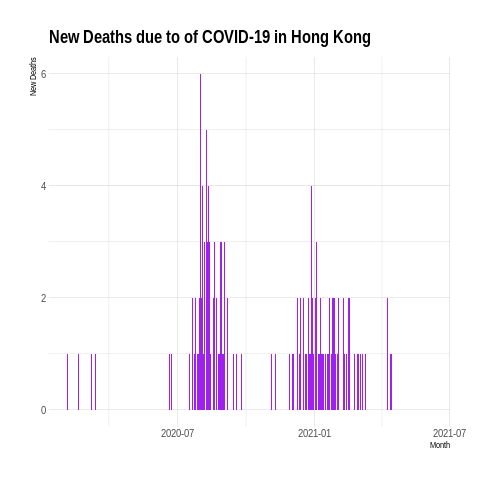 New Deaths due to of COVID-19 in Hong Kong
New Deaths
6
4
2
0
2020-07
2021-01
2021-07
Month